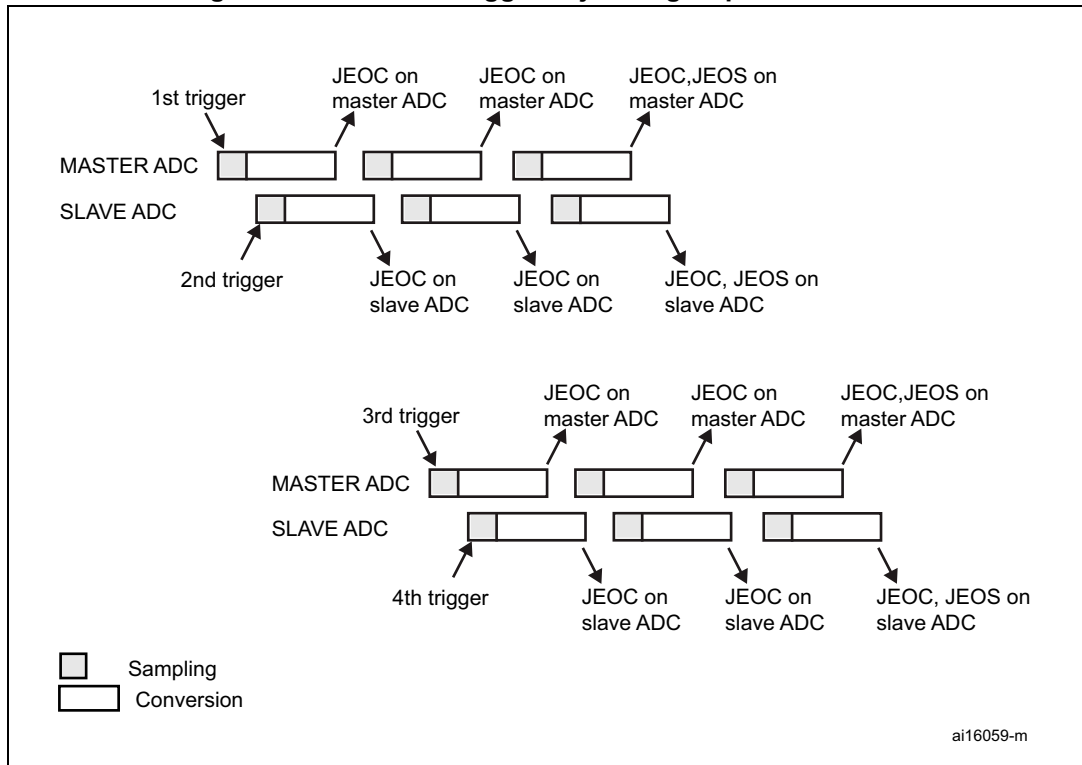 JEOC on
master ADC
JEOC on
master ADC
JEOC,JEOS on
master ADC
1st trigger
MASTER ADC
SLAVE ADC
2nd trigger
JEOC on
slave ADC
JEOC on
slave ADC
JEOC, JEOS on
slave ADC
JEOC on
master ADC
JEOC on
master ADC
JEOC,JEOS on
master ADC
3rd trigger
MASTER ADC
SLAVE ADC
4th trigger
JEOC on
slave ADC
JEOC on
slave ADC
JEOC, JEOS on
slave ADC
Sampling
Conversion
ai16059-m